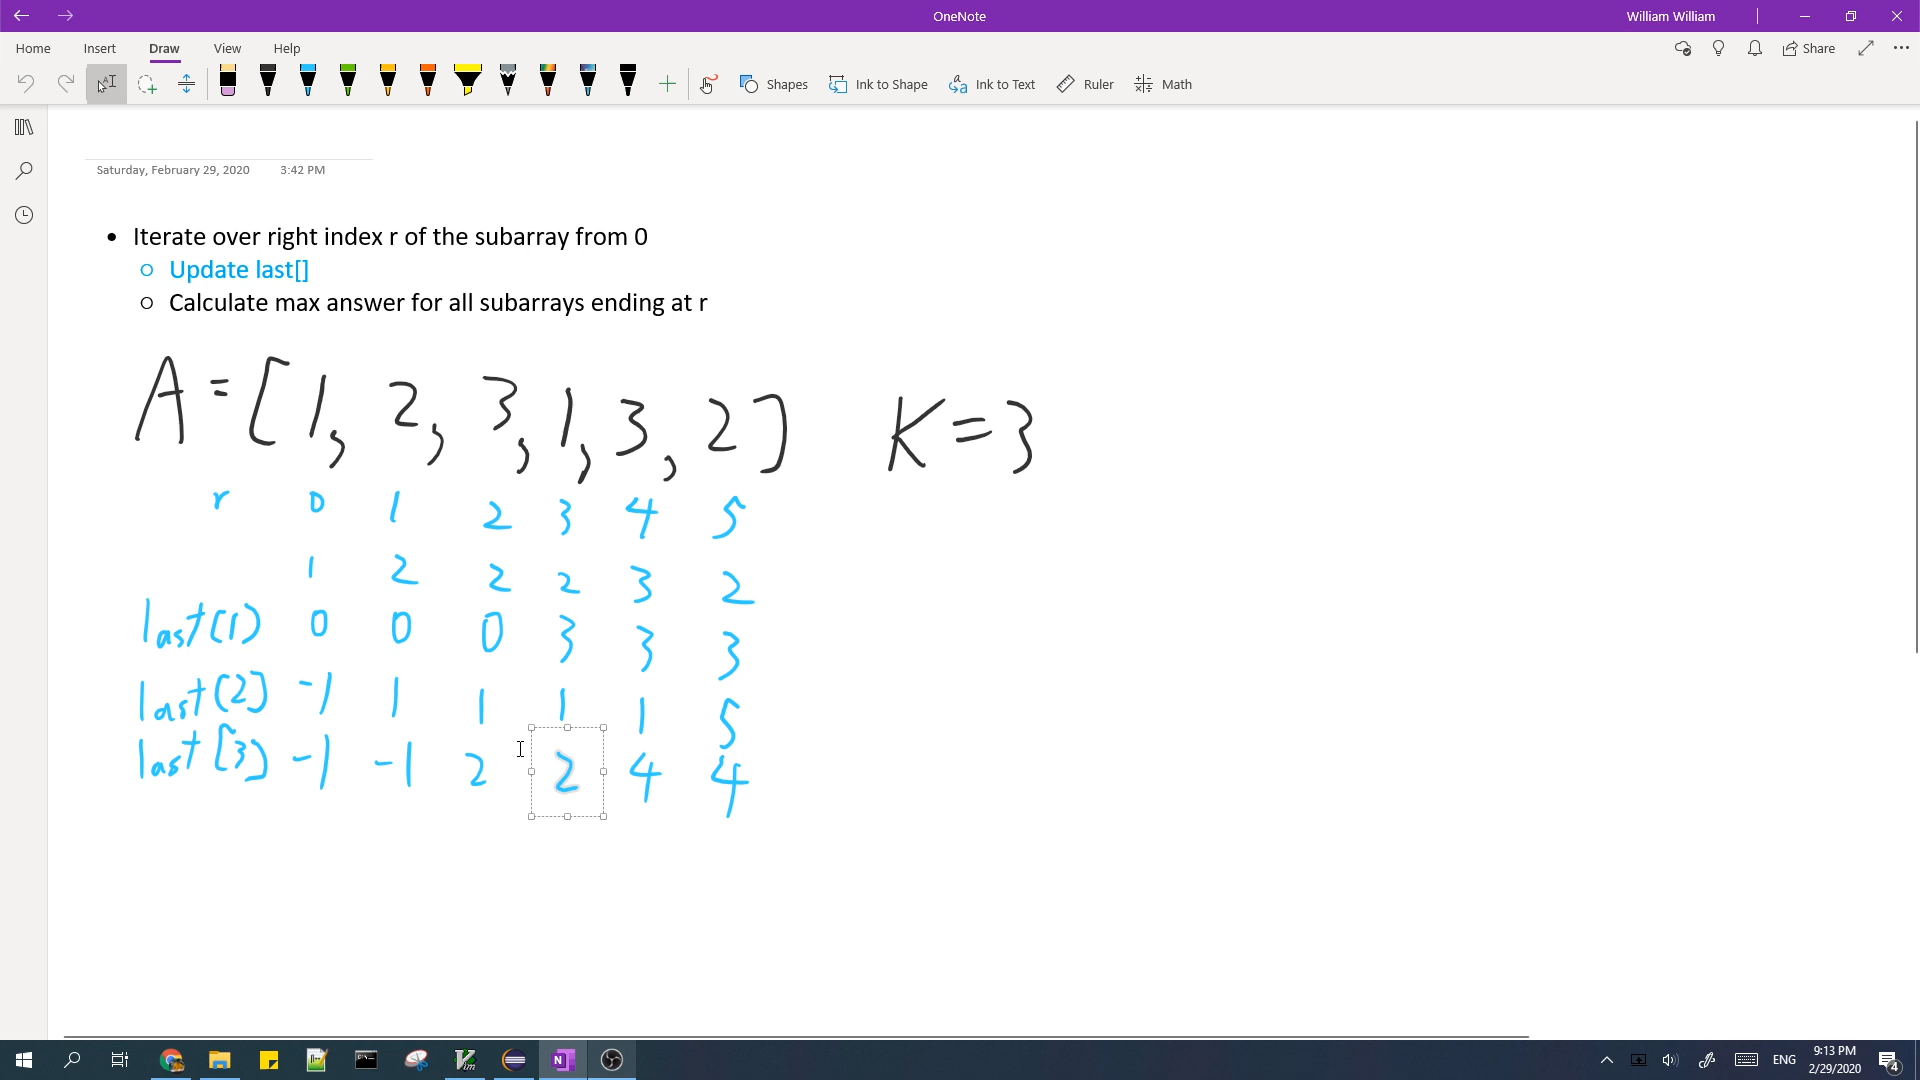 OneNote
William William
Home Insert Draw View Help
Share
Shapes Ink to Shape Ink to Text Ruler Math
Saturday, February 29, 2020 3:42 PM
• Iterate over right index r of the subarray from 0
○ Update last[]
○ Calculate max answer for all subarrays ending at r
A = [1, 2, 3, 1, 3, 2] K = 3
r 0 1 2 3 4 5
1 2 2 2 3 2
last(1) 0 0 0 3 3 3
last(2] -1 1 1 1 1 5
last[3) -1 -1 2 2 4 4
ENG
9:13 PM
2/29/2020
4